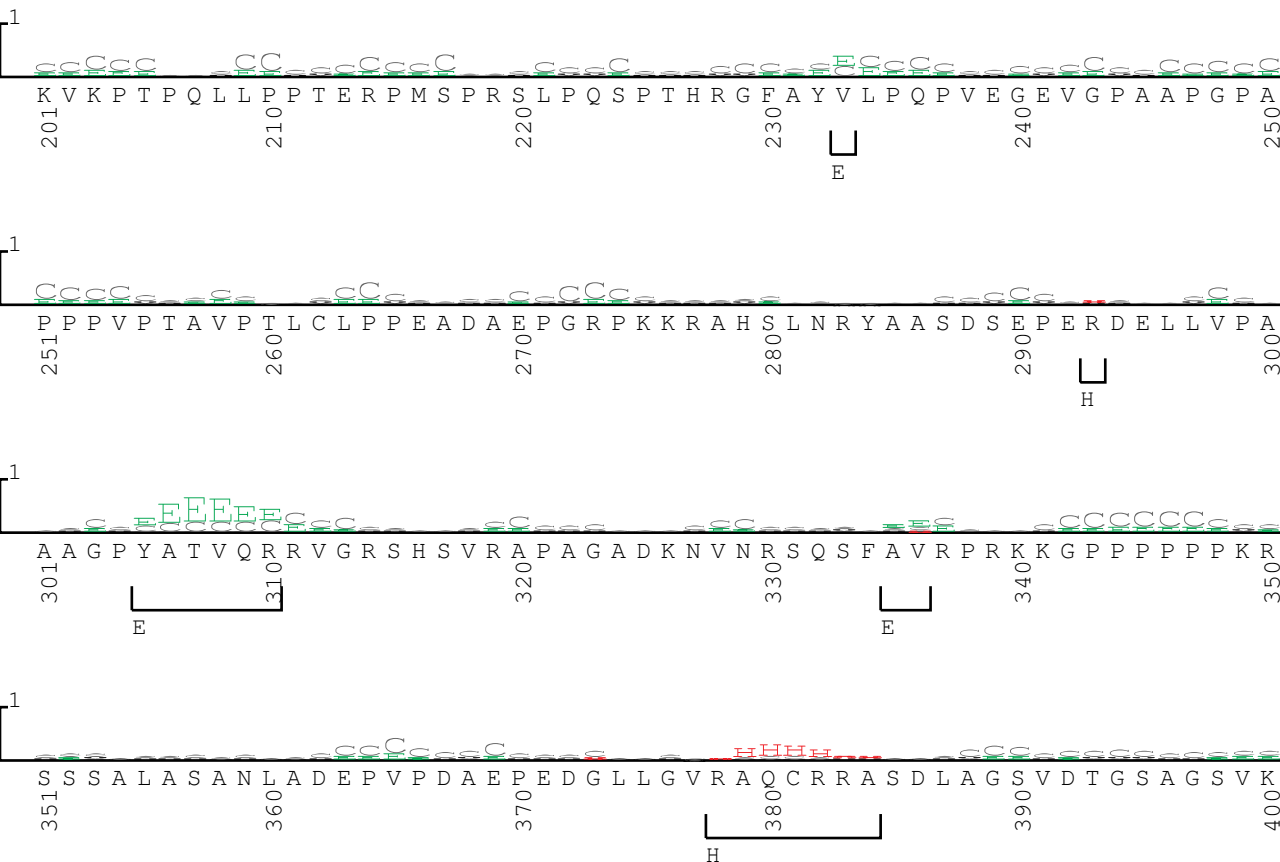 1
K V K P T P Q L L P P T E R P M S P R S L P Q S P T H R G F A Y V L P Q P V E G E V G P A A P G P A
201 210 220 230 240 250
E
1
P P P V P T A V P T L C L P P E A D A E P G R P K K R A H S L N R Y A A S D S E P E R D E L L V P A
251 260 270 280 290 300
H
1
A A G P Y A T V Q R R V G R S H S V R A P A G A D K N V N R S Q S F A V R P R K K G P P P P P P K R
301 310 320 330 340 350
E E
1
S S S A L A S A N L A D E P V P D A E P E D G L L G V R A Q C R R A S D L A G S V D T G S A G S V K
351 360 370 380 390 400
H